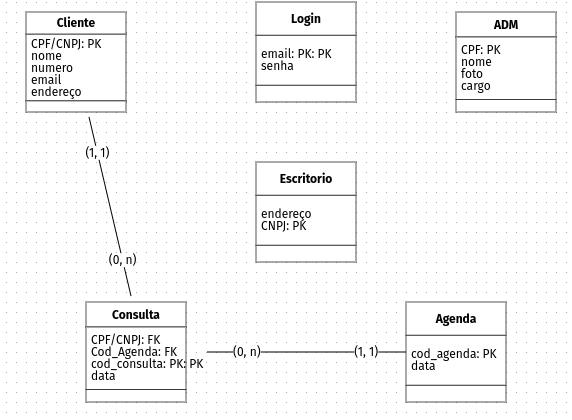 Cliente
CPF/CNPJ: PK
nome
numero
email
endereço
Login
email: PK: PK
senha
ADM
CPF: PK
nome
foto
cargo
(1, 1)
Escritorio
endereço
CNPJ: PK
(0, n)
Consulta
CPF/CNPJ: FK
Cod_Agenda: FK
cod_consulta: PK: PK
data
(0, n)
(1, 1)
Agenda
cod_agenda: PK
data